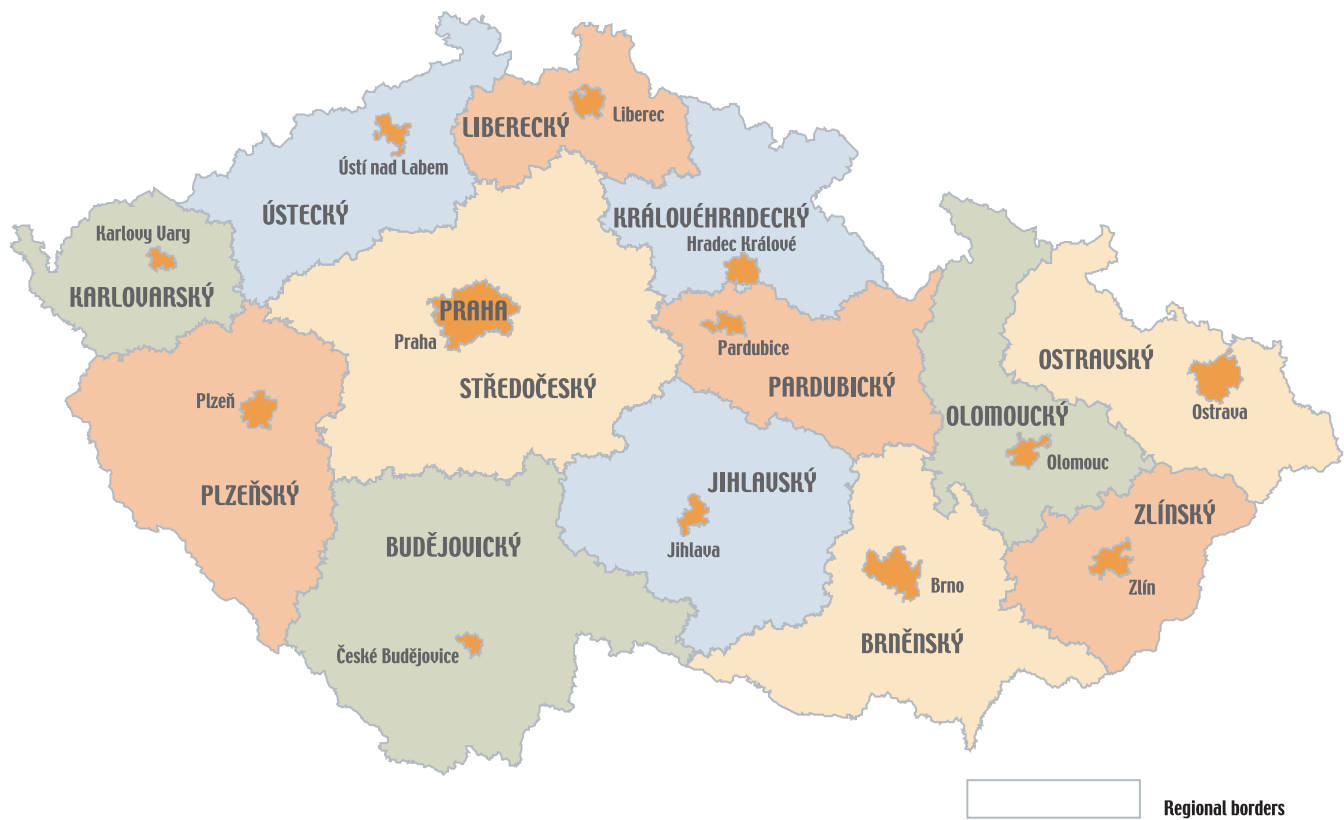 LIBERECKÝ
Liberec
Ústí nad Labem
ÚSTECKÝ
KRÁLOVÉHRADECKÝ
Hradec Králové
Karlovy Vary
KARLOVARSKÝ
PRAHA
Praha
STŘEDOČESKÝ
Pardubice
PARDUBICKÝ
OSTRAVSKÝ
Ostrava
Plzeň
PLZEŇSKÝ
OLOMOUCKÝ
Olomouc
JIHLAVSKÝ
Jihlava
ZLÍNSKÝ
Zlín
BUDĚJOVICKÝ
České Budějovice
Brno
BRNĚNSKÝ
Regional borders